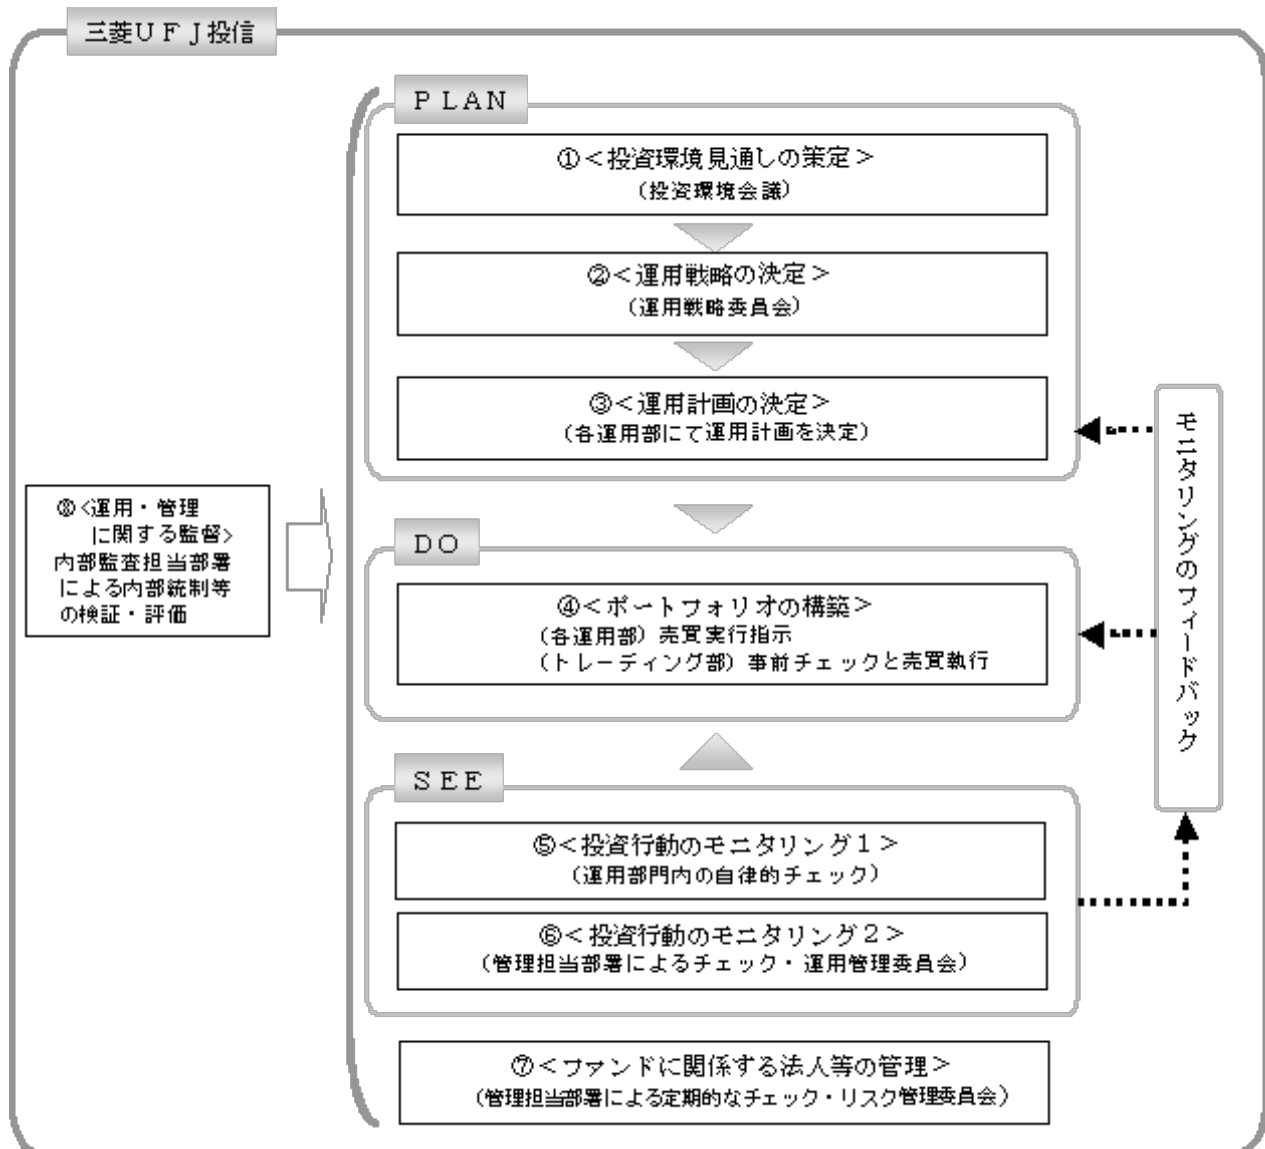 三菱ＵＦＪ投信
ＰＬＡＮ
①＜投資環境見通しの策定＞
（投資環境会議）
②＜運用戦略の決定＞
（運用戦略委員会）
③＜運用計画の決定＞
（各運用部にて運用計画を決定）
モニタリングのフィードバック
⑧＜運用・管理
に関する監督＞
内部監査担当部署
による内部統制等
の検証・評価
ＤＯ
④＜ポートフォリオの構築＞
（各運用部）売買実行指示
（トレーディング部）事前チェックと売買執行
ＳＥＥ
⑤＜投資行動のモニタリング１＞
（運用部門内の自律的チェック）
⑥＜投資行動のモニタリング２＞
（管理担当部署によるチェック・運用管理委員会）
⑦＜ファンドに関係する法人等の管理＞
（管理担当部署による定期的なチェック・リスク管理委員会）